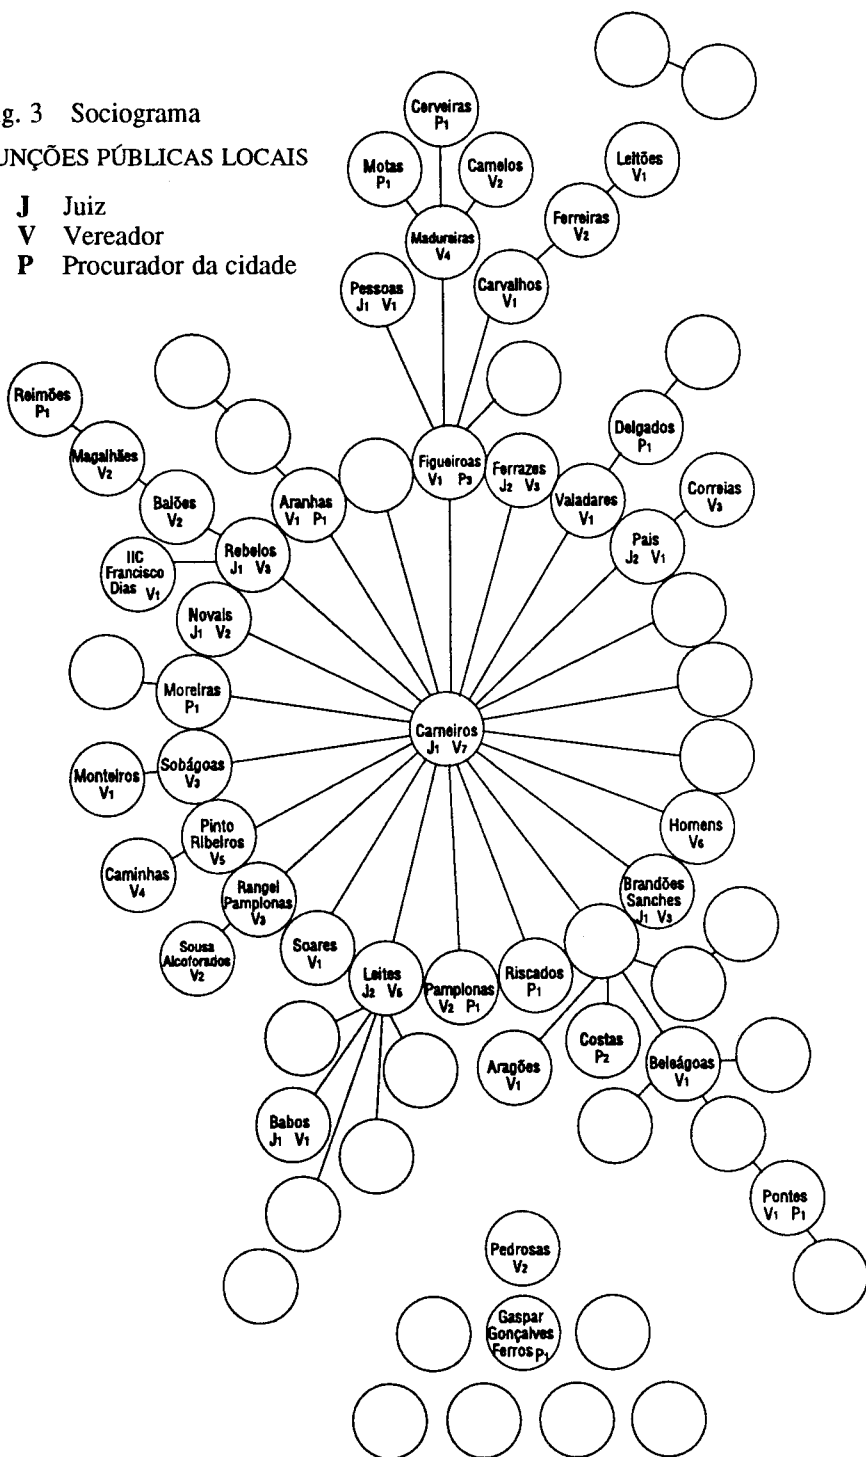 g. 3 Sociograma
UNÇÕES PÚBLICAS LOCAIS
J Juiz
V Vereador
P Procurador da cidade
Cerveiras
P1
Motas
P1
Camelos
V2
Leitões
V1
Ferreiras
V2
Madureiras
V4
Pessoas
J1 V1
Carvalhos
V1
Reimões
P1
Magalhães
V2
Balões
V2
Aranhas
V1 P1
Figueiroas
V1 P3
Ferrazes
J2 V3
Valadares
V1
Delgados
P1
Correias
V3
Pais
J2 V1
IIC
Francisco
Dias V1
Rebelos
J1 V3
Novais
J1 V2
Moreiras
P1
Carneiros
J1 V7
Monteiros
V1
Sobágoas
V3
Pinto
Ribeiros
V5
Caminhas
V4
Rangel
Pamplonas
V3
Sousa
Alcoforados
V2
Soares
V1
Leites
J2 V5
Pamplonas
V2 P1
Riscados
P1
Homens
V6
Brandões
Sanches
J1 V3
Aragões
V1
Costas
P2
Beleágoas
V1
Babos
J1 V1
Pontes
V1 P1
Pedrosas
V2
Gaspar
Gonçalves
Ferros P1